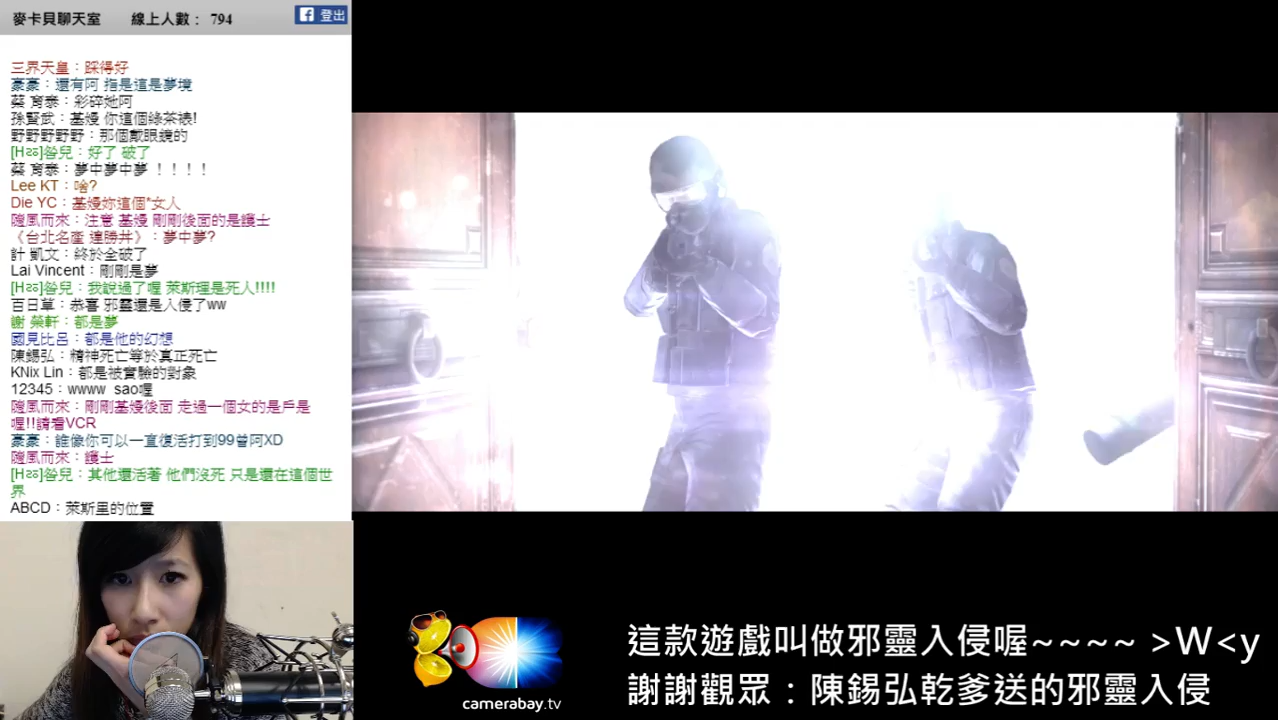 麥卡貝聊天室 線上人數: 794
登出
三界天皇:踩得好
豪豪:還有阿 指是這是夢境
蔡 育泰:彩碎她阿
孫賢武:基嫚 你這個綠茶婊!
野野野野野:那個戴眼鏡的
[Hཌ]咎兒:好了 破了
蔡 育泰:夢中夢中夢 ! ! ! !
Lee KT:啥?
Die YC:基嫚妳這個*女人
隨風而來:注意 基嫚 剛剛後面的是護士
《台北名產 連勝丼》:夢中夢?
計 凱文:終於全破了
Lai Vincent:剛剛是夢
咎兒:我說過了喔 萊斯理是死人!!!!
百日草:恭喜 邪靈還是入侵了ww
謝 榮軒:都是夢
國見比呂:都是他的幻想
陳錫弘:精神死亡等於真正死亡
KNix Lin:都是被實驗的對象
12345:wwww sao喔
隨風而來:剛剛基嫚後面 走過一個女的是戶是
喔!!請看VCR
豪豪:誰像你可以一直復活打到99曾阿XD
隨風而來:護士
咎兒:其他還活著 他們沒死 只是還在這個世
界
ABCD:萊斯里的位置
camerabay.tv
這款遊戲叫做邪靈入侵喔~~~~ >W<y
謝謝觀眾:陳錫弘乾爹送的邪靈入侵